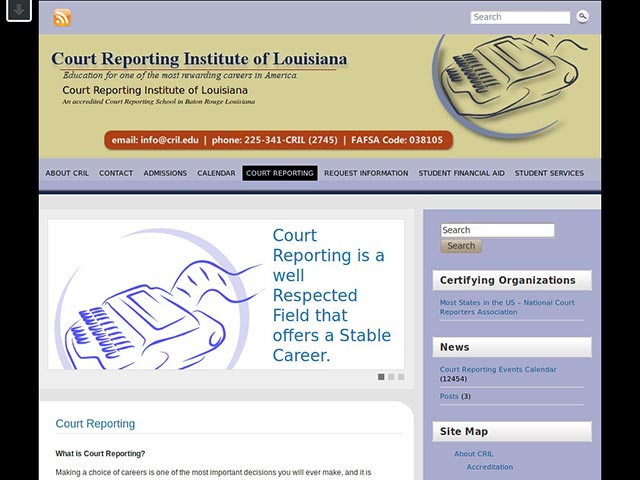 Search
Court Reporting Institute of Louisiana
Education for one of the most rewarding careers in America.
Court Reporting Institute of Louisiana
An accredited Court Reporting School in Baton Rouge Louisiana
email: info@cril.edu | phone: 225-341-CRIL (2745) | FAFSA Code: 038105
ABOUT CRIL CONTACT ADMISSIONS CALENDAR COURT REPORTING REQUEST INFORMATION STUDENT FINANCIAL AID STUDENT SERVICES
Court
Reporting is a
well
Respected
Field that
offers a Stable
Career.
Court Reporting
What is Court Reporting?
Making a choice of careers is one of the most important decisions you will ever make, and it is
Search
Search
Certifying Organizations
Most States in the US – National Court
Reporters Association
News
Court Reporting Events Calendar
(12454)
Posts (3)
Site Map
About CRIL
Accreditation